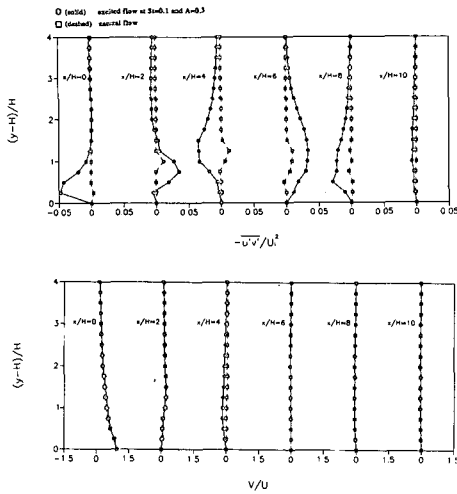 (solid) excited flow at St=0.1 and A=0.3
(dashed) natural flow
(y-H)/H
4
3
2
1
0
x/H=0
x/H=2
x/H=4
x/H=6
x/H=8
x/H=10
-0.05 0 0.05 0 0.05 0 0.05 0 0.05 0 0.05 0 0.05
-u'v'/U²
(y-H)/H
4
3
2
1
0
x/H=0
x/H=2
x/H=4
x/H=6
x/H=8
x/H=10
-1.5 0 1.5 0 1.5 0 1.5 0 1.5 0 1.5 0 1.5
V/U